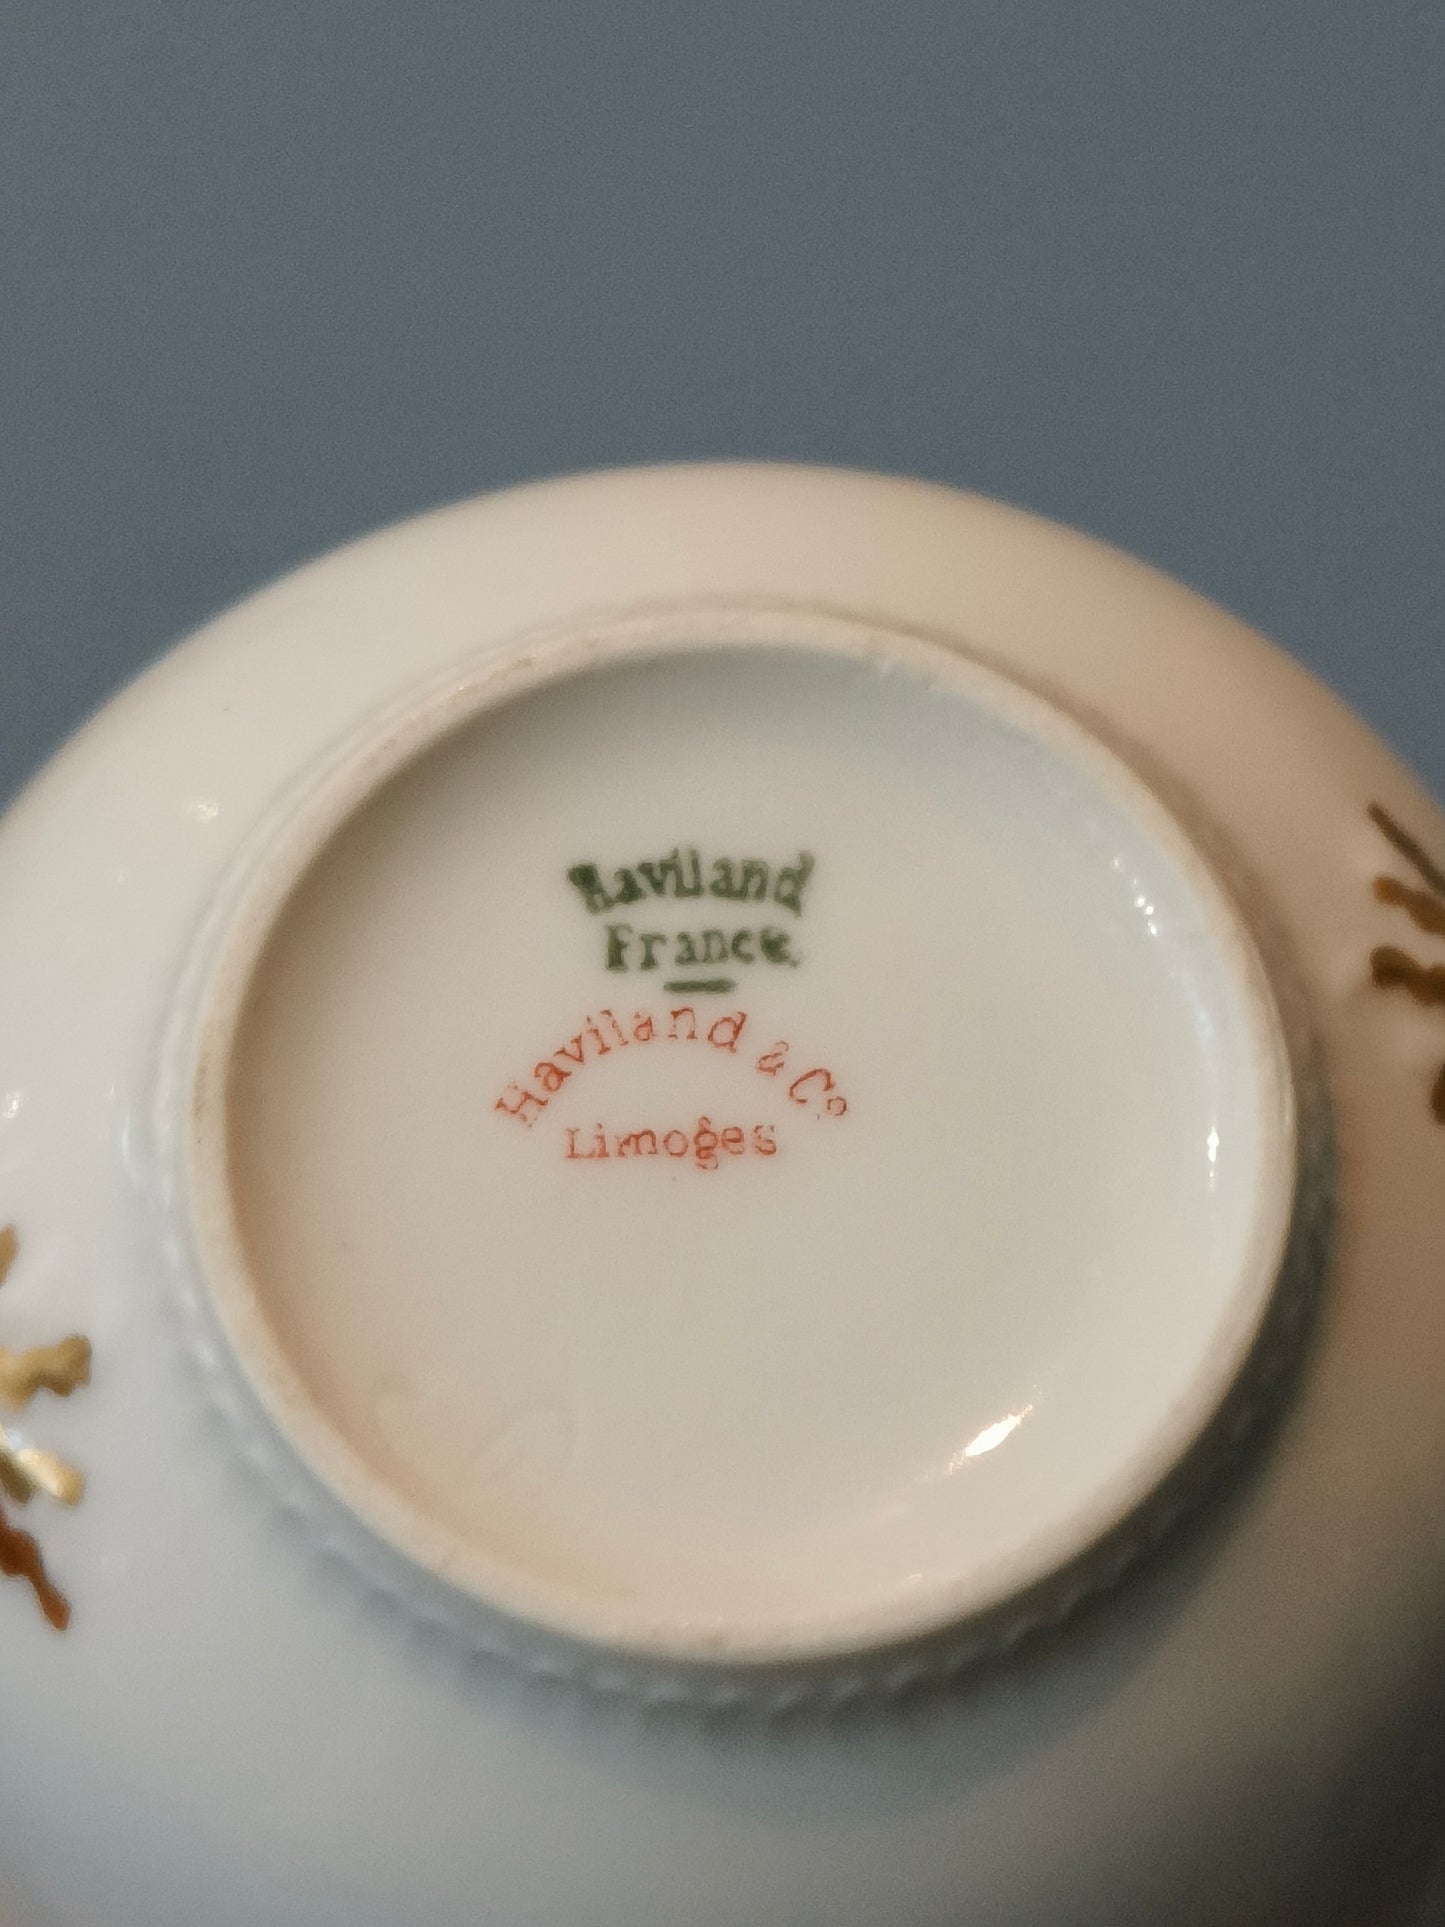 Haviland
France
Haviland & Co
Limoges